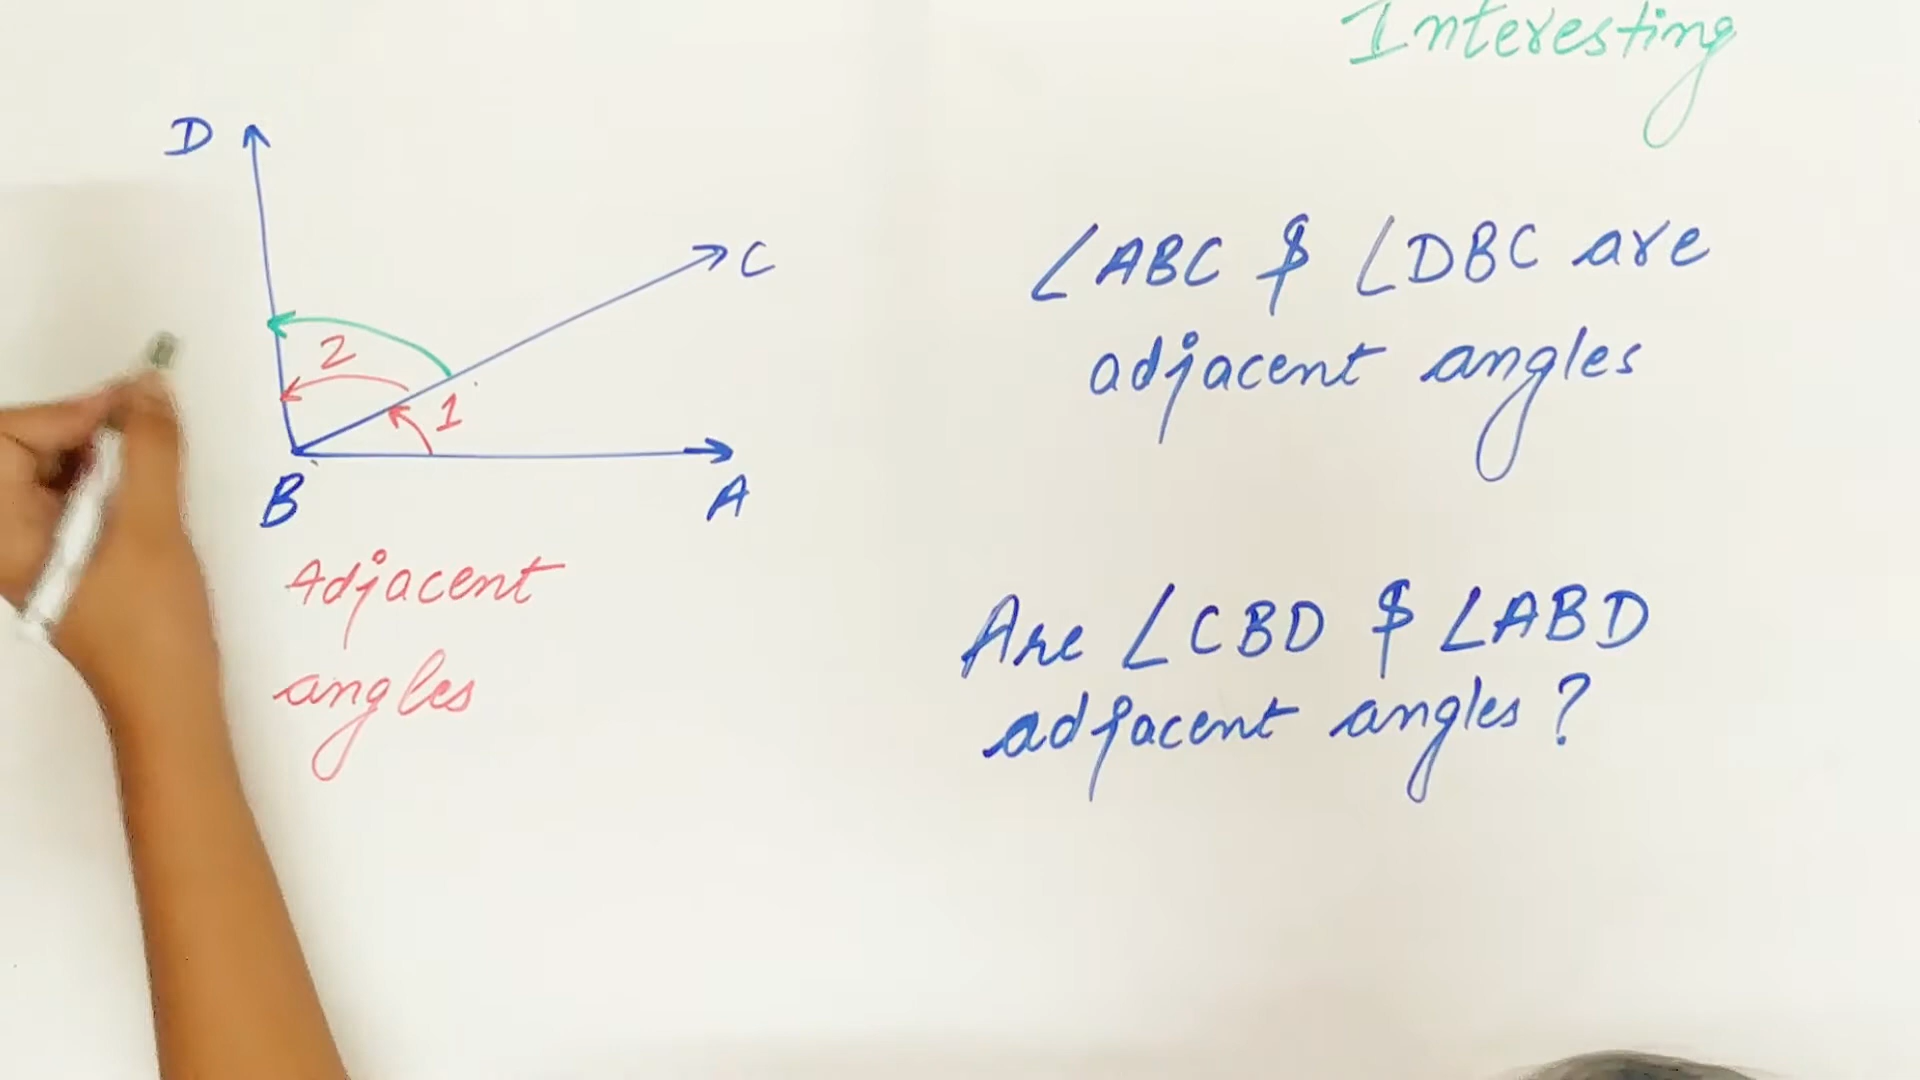 Interesting
D
C
2
1
B
A
Adjacent
angles
∠ABC $ ∠DBC are
adjacent angles
Are ∠CBD $ ∠ABD
adjacent angles?